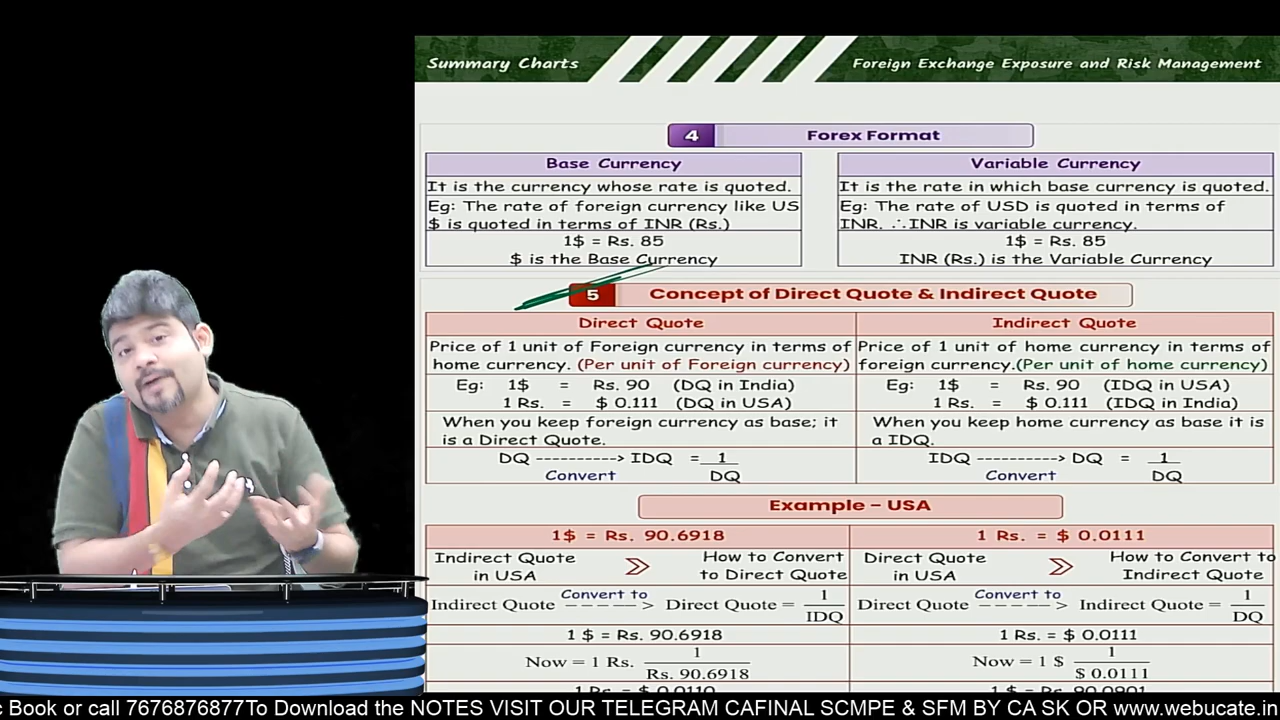 Summary Charts
Foreign Exchange Exposure and Risk Management
4 Forex Format
Base Currency
It is the currency whose rate is quoted.
Eg: The rate of foreign currency like US
$ is quoted in terms of INR (Rs.)
1$ = Rs. 85
$ is the Base Currency
Variable Currency
It is the rate in which base currency is quoted.
Eg: The rate of USD is quoted in terms of
INR. ∴INR is variable currency.
1$ = Rs. 85
INR (Rs.) is the Variable Currency
5 Concept of Direct Quote & Indirect Quote
Direct Quote
Price of 1 unit of Foreign currency in terms of
home currency. (Per unit of Foreign currency)
Eg: 1$ = Rs. 90 (DQ in India)
1 Rs. = $ 0.111 (DQ in USA)
When you keep foreign currency as base; it
is a Direct Quote.
DQ ----------> IDQ = 1
Convert DQ
Indirect Quote
Price of 1 unit of home currency in terms of
foreign currency.(Per unit of home currency)
Eg: 1$ = Rs. 90 (IDQ in USA)
1 Rs. = $ 0.111 (IDQ in India)
When you keep home currency as base it is
a IDQ.
IDQ ----------> DQ = 1
Convert DQ
Example – USA
1$ = Rs. 90.6918
Indirect Quote
in USA
How to Convert
to Direct Quote
Convert to
Indirect Quote -----> Direct Quote = 1
IDQ
1 $ = Rs. 90.6918
Now = 1 Rs. 1
Rs. 90.6918
1 Rs. = $ 0.0110
1 Rs. = $ 0.0111
Direct Quote
in USA
How to Convert to
Indirect Quote
Convert to
Direct Quote -----> Indirect Quote = 1
DQ
1 Rs. = $ 0.0111
Now = 1 $ 1
$ 0.0111
1$ = Rs. 90.0901
Book or call 7676876877To Download the NOTES VISIT OUR TELEGRAM CAFINAL SCMPE & SFM BY CA SK OR www.webucate.in